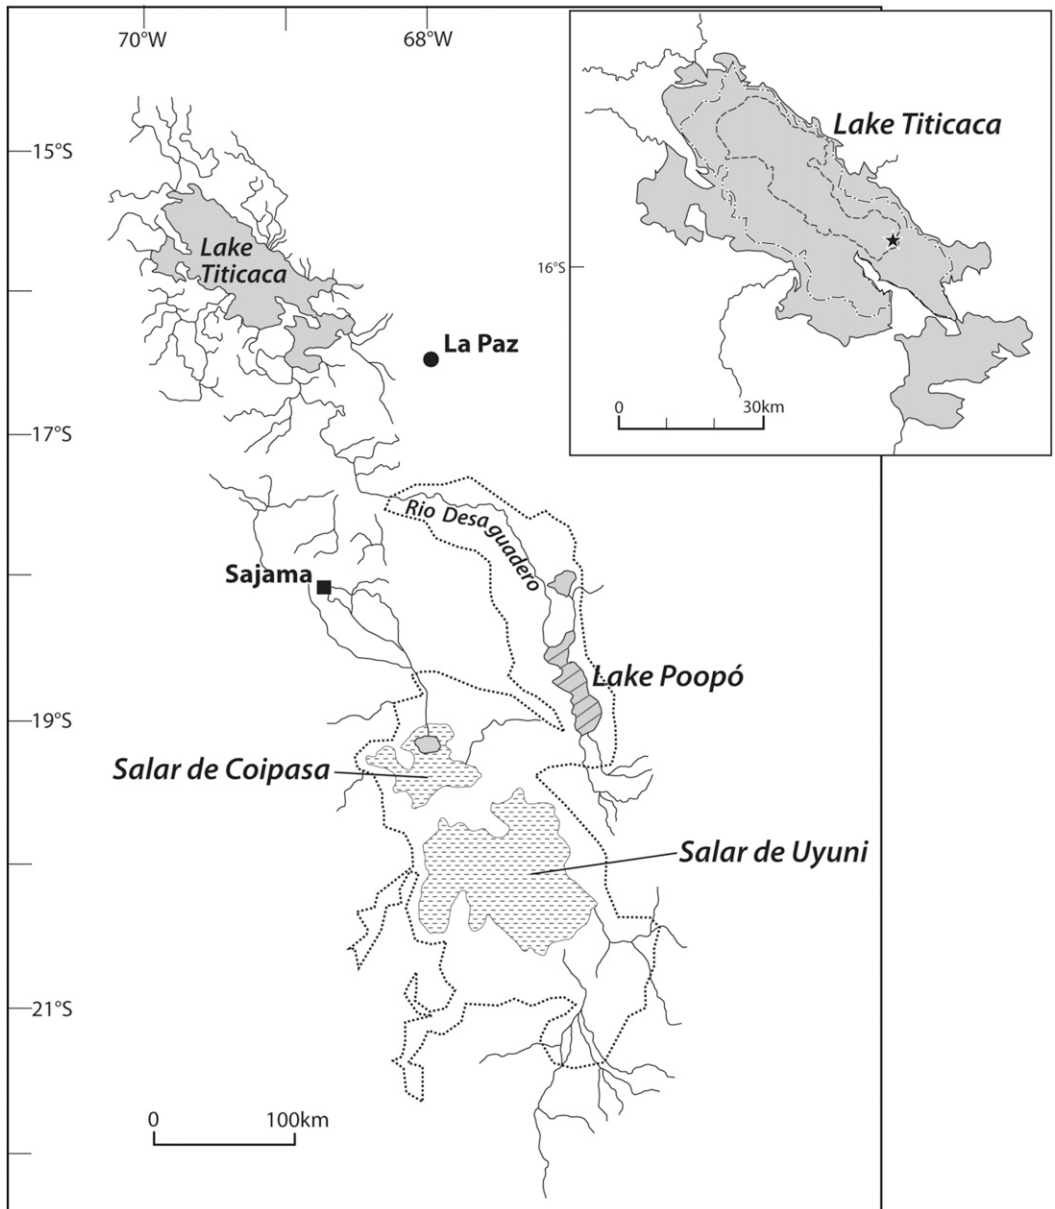 70°W
68°W
15°S
Lake
Titicaca
La Paz
17°S
Rio Desaguadero
Sajama
Lake Poopó
19°S
Salar de Coipasa
Salar de Uyuni
21°S
0 100km
Lake Titicaca
16°S
0 30km